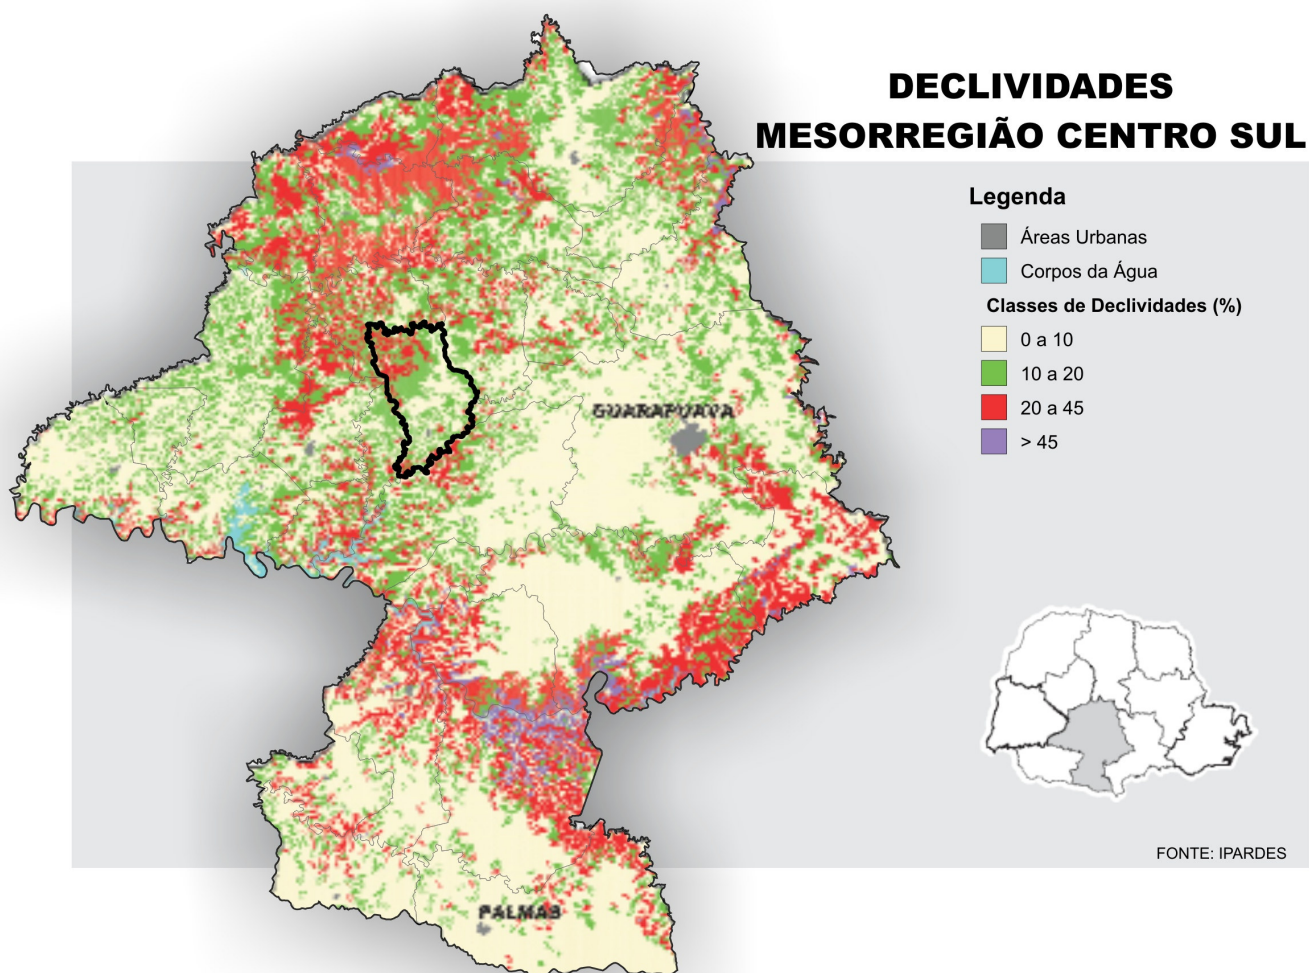 DECLIVIDADES
MESORREGIÃO CENTRO SUL
Legenda
Áreas Urbanas
Corpos da Água
Classes de Declividades (%)
0 a 10
10 a 20
20 a 45
> 45
GUARAPUAVA
PALMAS
FONTE: IPARDES